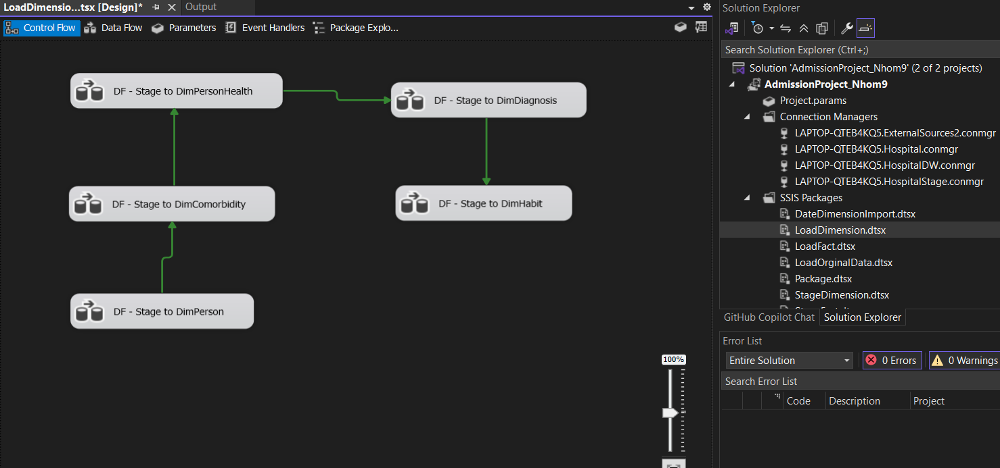 LoadDimensio...tsx [Design]*
Output
Control Flow
Data Flow
Parameters
Event Handlers
Package Explo...
DF - Stage to DimPersonHealth
DF - Stage to DimDiagnosis
DF - Stage to DimComorbidity
DF - Stage to DimHabit
DF - Stage to DimPerson
100%
Solution Explorer
Search Solution Explorer (Ctrl+;)
Solution 'AdmissionProject_Nhom9' (2 of 2 projects)
AdmissionProject_Nhom9
Project.params
Connection Managers
LAPTOP-QTEB4KQ5.ExternalSources2.conmgr
LAPTOP-QTEB4KQ5.Hospital.conmgr
LAPTOP-QTEB4KQ5.HospitalDW.conmgr
LAPTOP-QTEB4KQ5.HospitalStage.conmgr
SSIS Packages
DateDimensionImport.dtsx
LoadDimension.dtsx
LoadFact.dtsx
LoadOrginalData.dtsx
Package.dtsx
StageDimension.dtsx
GitHub Copilot Chat
Solution Explorer
Error List
Entire Solution
0 Errors
0 Warnings
Search Error List
Code
Description
Project